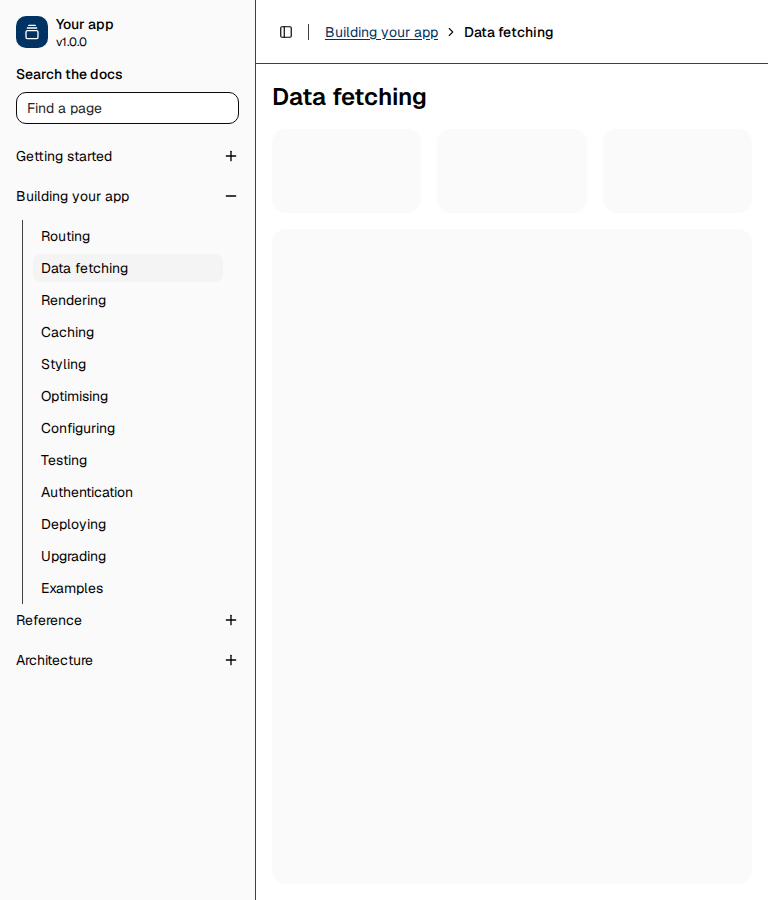 Your app
v1.0.0
Search the docs
Find a page
Getting started
Building your app
Routing
Data fetching
Rendering
Caching
Styling
Optimising
Configuring
Testing
Authentication
Deploying
Upgrading
Examples
Reference
Architecture
Building your app > Data fetching
Data fetching